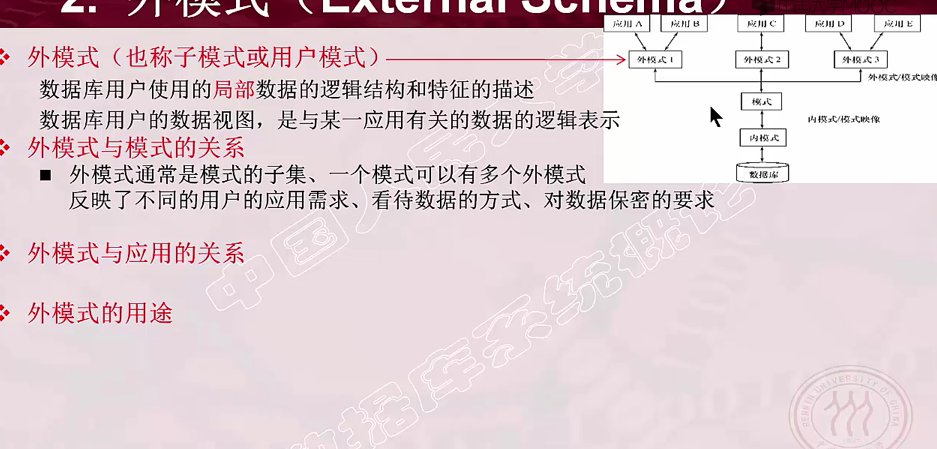 2. 外模式（External Schema）
外模式（也称子模式或用户模式）
数据库用户使用的局部数据的逻辑结构和特征的描述
数据库用户的数据视图，是与某一应用有关的数据的逻辑表示
外模式与模式的关系
外模式通常是模式的子集、一个模式可以有多个外模式
反映了不同的用户的应用需求、看待数据的方式、对数据保密的要求
外模式与应用的关系
外模式的用途
应用 A 应用 B 应用 C 应用 D 应用 E
外模式 1 外模式 2 外模式 3
外模式/模式映像
模式
内模式/模式映像
内模式
数据库
中国人民大学
数据库系统概论
RENMIN UNIVERSITY OF CHINA